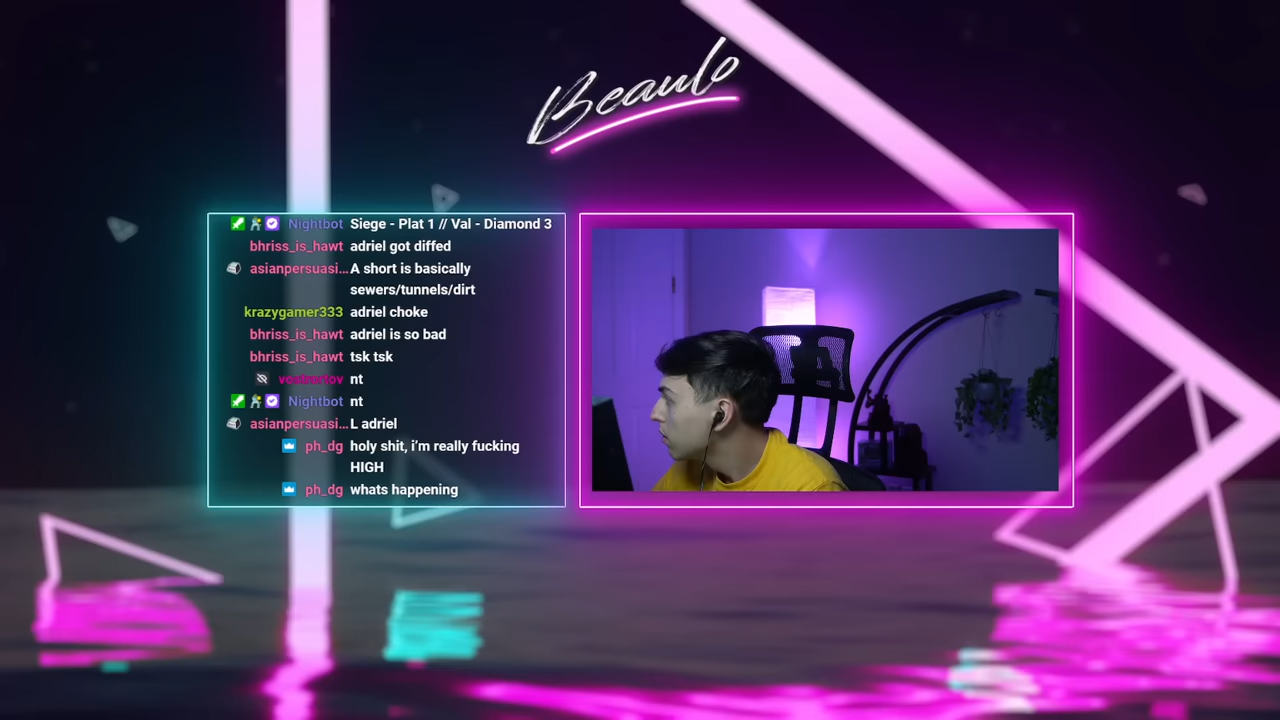 Beaulo
Nightbot Siege - Plat 1 // Val - Diamond 3
bhriss_is_hawt adriel got diffed
asianpersuasi... A short is basically
sewers/tunnels/dirt
krazygamer333 adriel choke
bhriss_is_hawt adriel is so bad
bhriss_is_hawt tsk tsk
nt
Nightbot nt
asianpersuasi... L adriel
ph_dg holy shit, i'm really fucking
HIGH
ph_dg whats happening